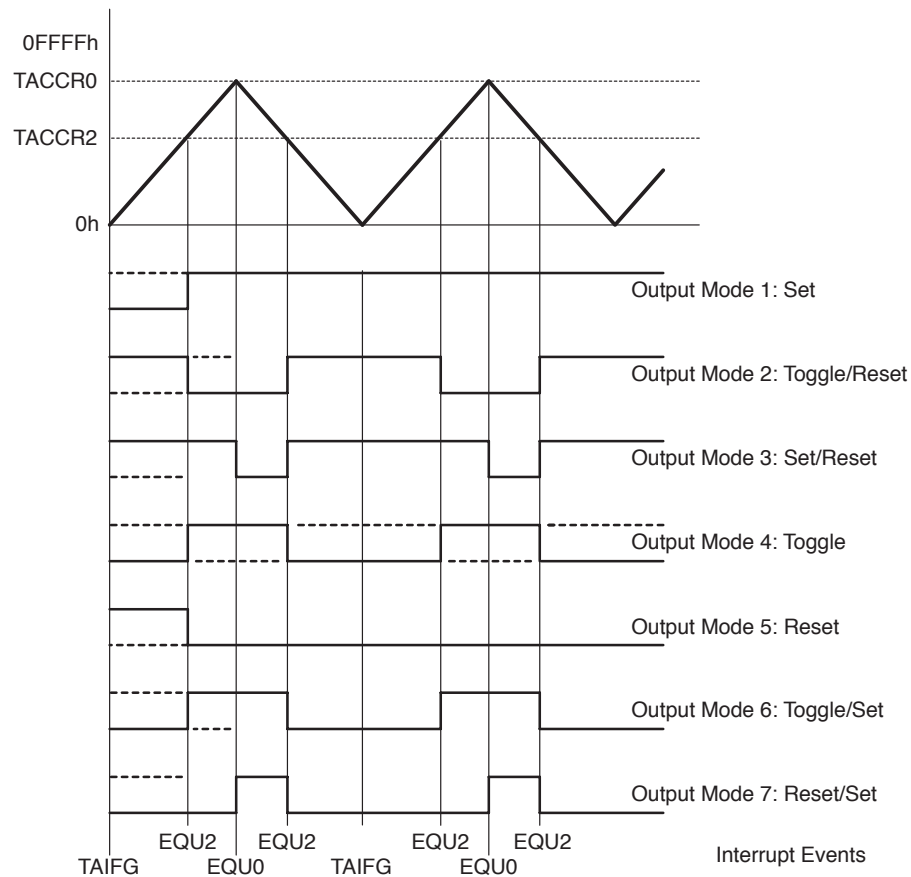 0FFFFh
TACCR0
TACCR2
0h
Output Mode 1: Set
Output Mode 2: Toggle/Reset
Output Mode 3: Set/Reset
Output Mode 4: Toggle
Output Mode 5: Reset
Output Mode 6: Toggle/Set
Output Mode 7: Reset/Set
EQU2 EQU2 EQU2 EQU2
TAIFG EQU0 TAIFG EQU0 Interrupt Events